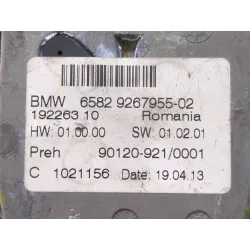 BMW 6582 9267955-02
192263 10 Romania
HW: 01.00.00 SW: 01.02.01
Preh 90120-921/0001
C 1021156 Date: 19.04.13